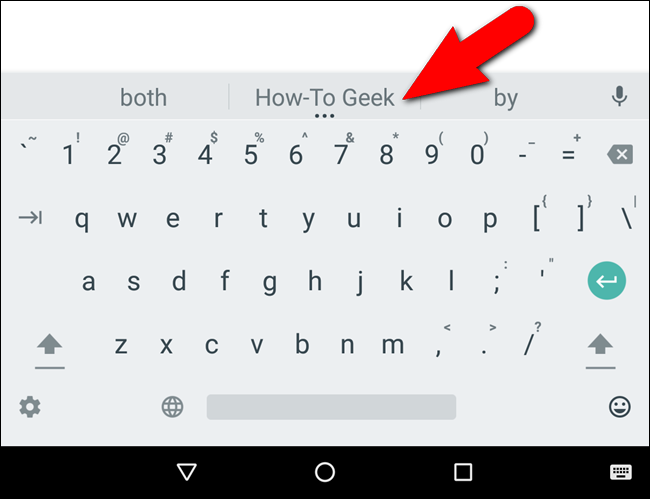 both How-To Geek by
`~ 1! 2@ 3# 4$ 5% 6^ 7& 8* 9( 0) -_ =+
q w e r t y u i o p [{ ]} \|
a s d f g h j k l ;: '"
z x c v b n m ,< .> /?